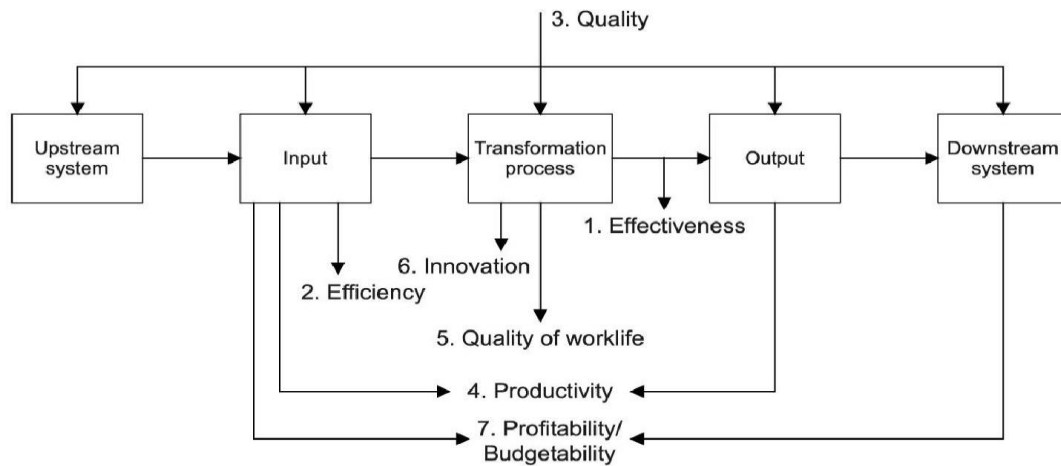 3. Quality
Upstream
system
Input
Transformation
process
Output
Downstream
system
1. Effectiveness
6. Innovation
2. Efficiency
5. Quality of worklife
4. Productivity
7. Profitability/
Budgetability